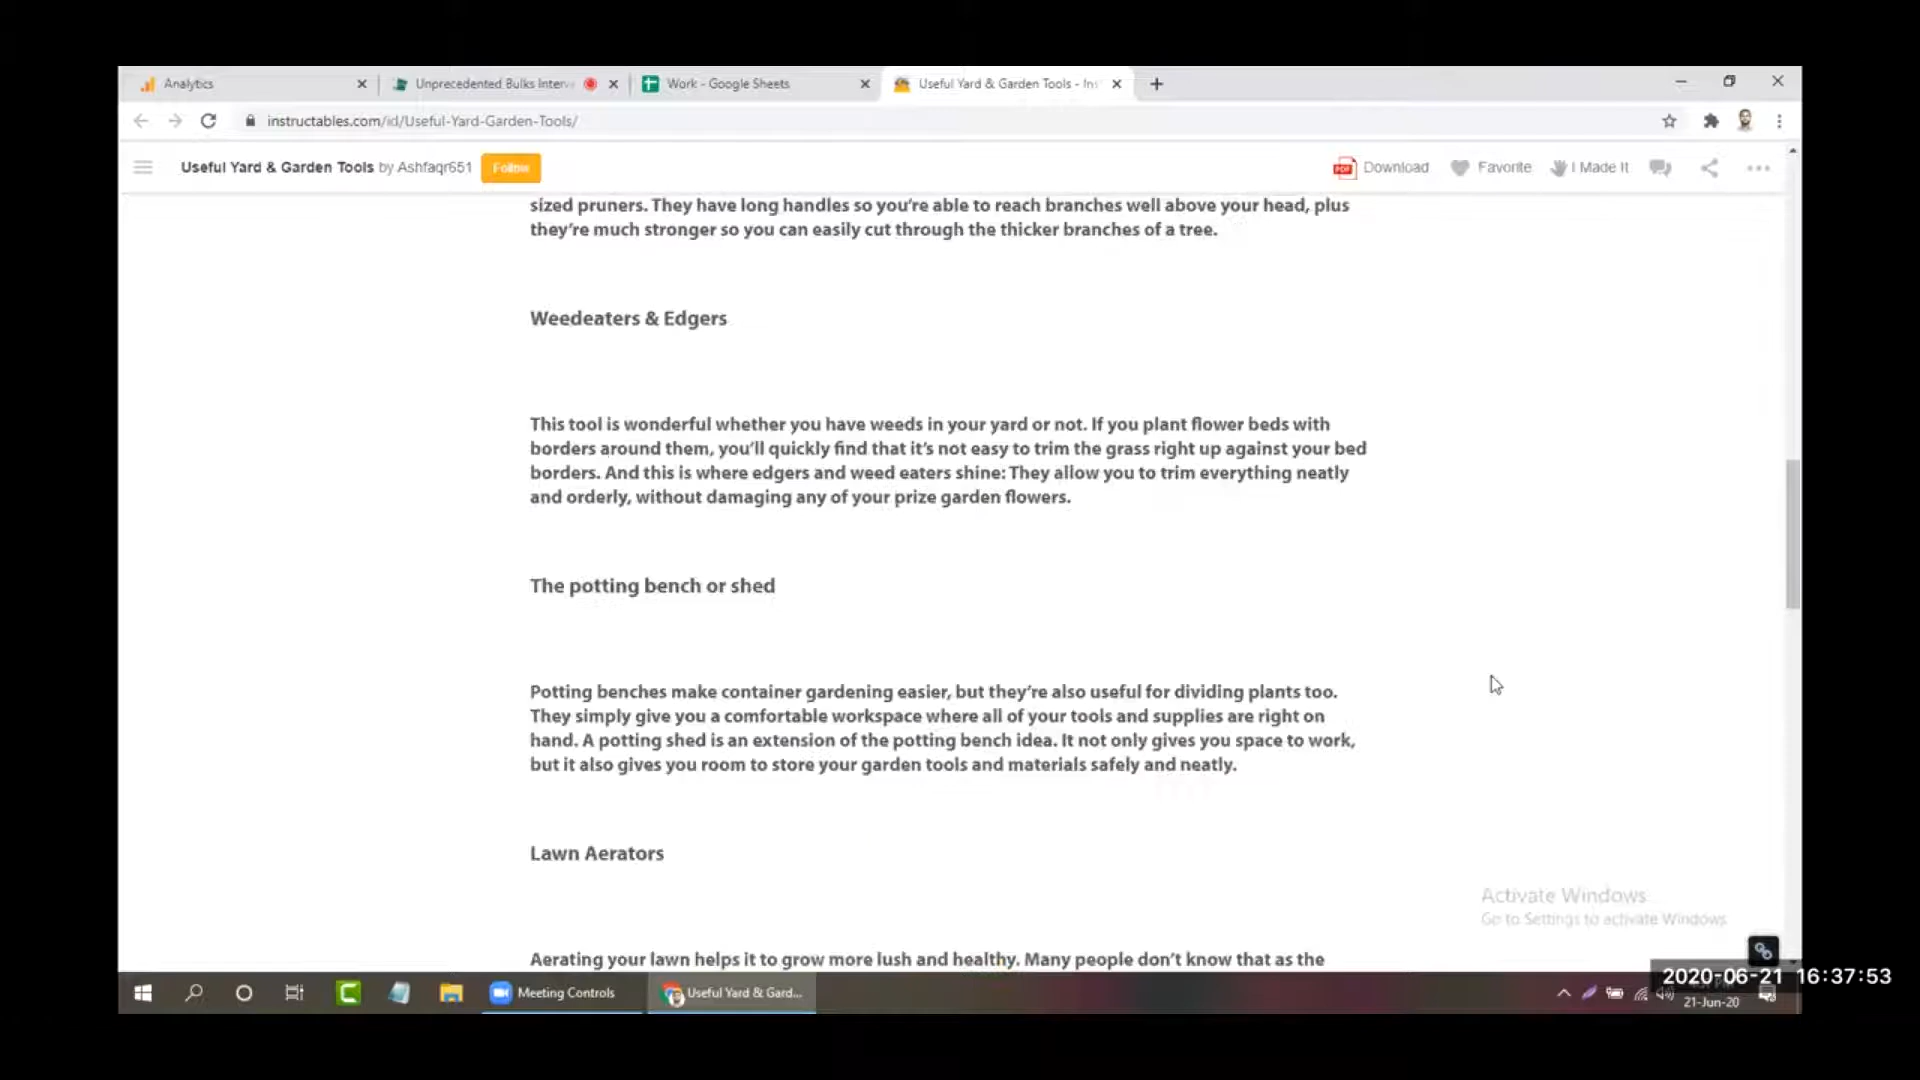 Analytics
Unprecedented Bulks Interv
Work - Google Sheets
Useful Yard & Garden Tools - Ins
instructables.com/id/Useful-Yard-Garden-Tools/
Useful Yard & Garden Tools by Ashfaqr651
Follow
PDF
Download
Favorite
I Made It
sized pruners. They have long handles so you're able to reach branches well above your head, plus
they're much stronger so you can easily cut through the thicker branches of a tree.
Weedeaters & Edgers
This tool is wonderful whether you have weeds in your yard or not. If you plant flower beds with
borders around them, you'll quickly find that it's not easy to trim the grass right up against your bed
borders. And this is where edgers and weed eaters shine: They allow you to trim everything neatly
and orderly, without damaging any of your prize garden flowers.
The potting bench or shed
Potting benches make container gardening easier, but they're also useful for dividing plants too.
They simply give you a comfortable workspace where all of your tools and supplies are right on
hand. A potting shed is an extension of the potting bench idea. It not only gives you space to work,
but it also gives you room to store your garden tools and materials safely and neatly.
Lawn Aerators
Activate Windows
Go to Settings to activate Windows
Aerating your lawn helps it to grow more lush and healthy. Many people don't know that as the
Meeting Controls
Useful Yard & Gard...
2020-06-21 16:37:53
21-Jun-20